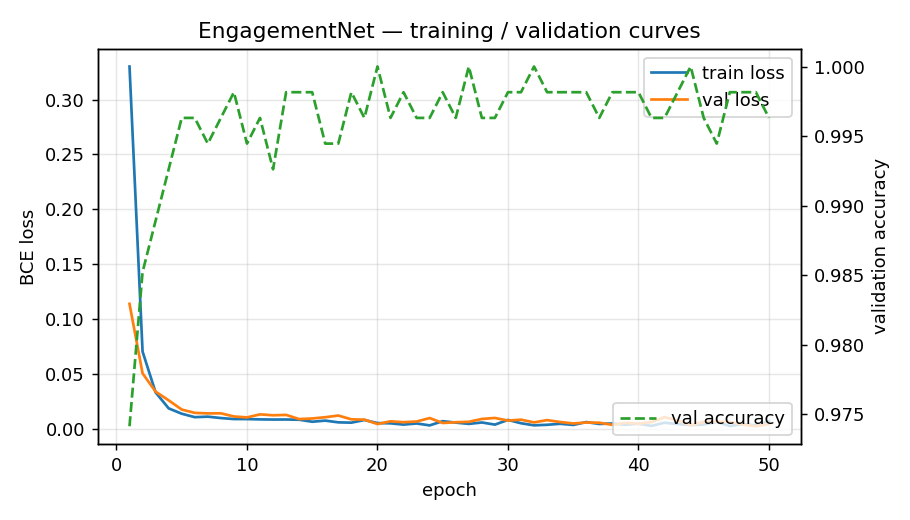 EngagementNet — training / validation curves
train loss
val loss
val accuracy
BCE loss
0.30
0.25
0.20
0.15
0.10
0.05
0.00
validation accuracy
1.000
0.995
0.990
0.985
0.980
0.975
0
10
20
30
40
50
epoch